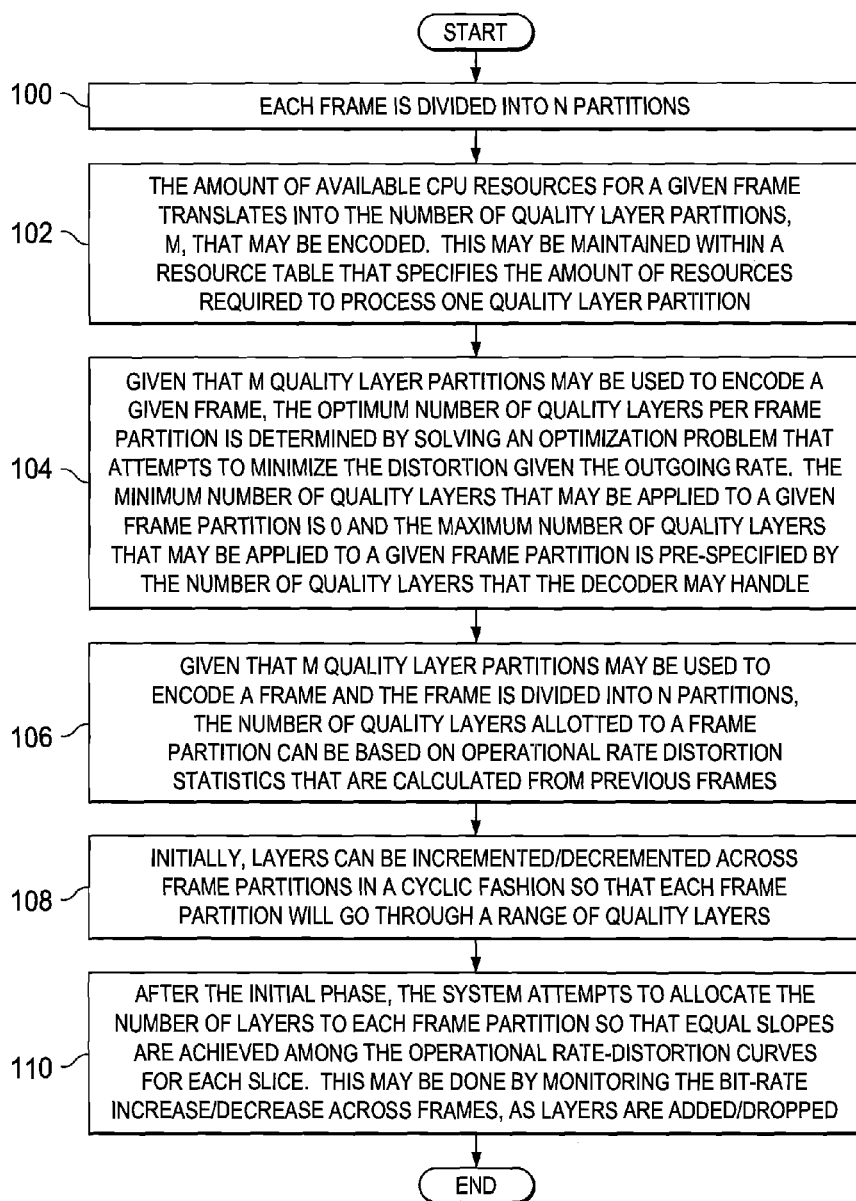 START
100
EACH FRAME IS DIVIDED INTO N PARTITIONS
102
THE AMOUNT OF AVAILABLE CPU RESOURCES FOR A GIVEN FRAME
TRANSLATES INTO THE NUMBER OF QUALITY LAYER PARTITIONS,
M, THAT MAY BE ENCODED. THIS MAY BE MAINTAINED WITHIN A
RESOURCE TABLE THAT SPECIFIES THE AMOUNT OF RESOURCES
REQUIRED TO PROCESS ONE QUALITY LAYER PARTITION
104
GIVEN THAT M QUALITY LAYER PARTITIONS MAY BE USED TO ENCODE A
GIVEN FRAME, THE OPTIMUM NUMBER OF QUALITY LAYERS PER FRAME
PARTITION IS DETERMINED BY SOLVING AN OPTIMIZATION PROBLEM THAT
ATTEMPTS TO MINIMIZE THE DISTORTION GIVEN THE OUTGOING RATE. THE
MINIMUM NUMBER OF QUALITY LAYERS THAT MAY BE APPLIED TO A GIVEN
FRAME PARTITION IS 0 AND THE MAXIMUM NUMBER OF QUALITY LAYERS
THAT MAY BE APPLIED TO A GIVEN FRAME PARTITION IS PRE-SPECIFIED BY
THE NUMBER OF QUALITY LAYERS THAT THE DECODER MAY HANDLE
106
GIVEN THAT M QUALITY LAYER PARTITIONS MAY BE USED TO
ENCODE A FRAME AND THE FRAME IS DIVIDED INTO N PARTITIONS,
THE NUMBER OF QUALITY LAYERS ALLOTTED TO A FRAME
PARTITION CAN BE BASED ON OPERATIONAL RATE DISTORTION
STATISTICS THAT ARE CALCULATED FROM PREVIOUS FRAMES
108
INITIALLY, LAYERS CAN BE INCREMENTED/DECREMENTED ACROSS
FRAME PARTITIONS IN A CYCLIC FASHION SO THAT EACH FRAME
PARTITION WILL GO THROUGH A RANGE OF QUALITY LAYERS
110
AFTER THE INITIAL PHASE, THE SYSTEM ATTEMPTS TO ALLOCATE THE
NUMBER OF LAYERS TO EACH FRAME PARTITION SO THAT EQUAL SLOPES
ARE ACHIEVED AMONG THE OPERATIONAL RATE-DISTORTION CURVES
FOR EACH SLICE. THIS MAY BE DONE BY MONITORING THE BIT-RATE
INCREASE/DECREASE ACROSS FRAMES, AS LAYERS ARE ADDED/DROPPED
END